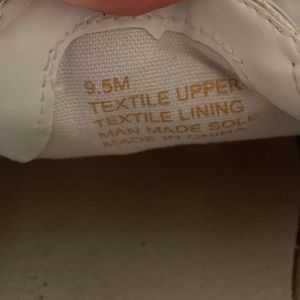 9.5M
TEXTILE UPPER
TEXTILE LINING
MAN MADE SOLE
MADE IN CHINA